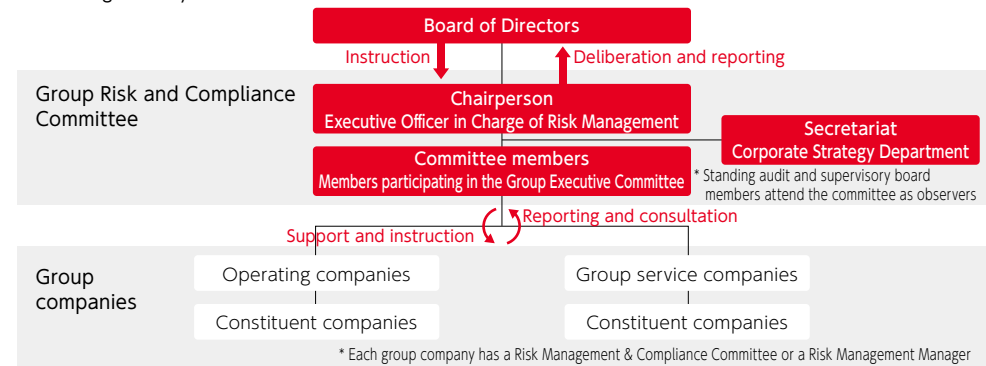 Board of Directors
Instruction
Deliberation and reporting
Group Risk and Compliance
Committee
Chairperson
Executive Officer in Charge of Risk Management
Secretariat
Corporate Strategy Department
Committee members
Members participating in the Group Executive Committee
* Standing audit and supervisory board
members attend the committee as observers
Reporting and consultation
Support and instruction
Group
companies
Operating companies
Group service companies
Constituent companies
Constituent companies
* Each group company has a Risk Management & Compliance Committee or a Risk Management Manager